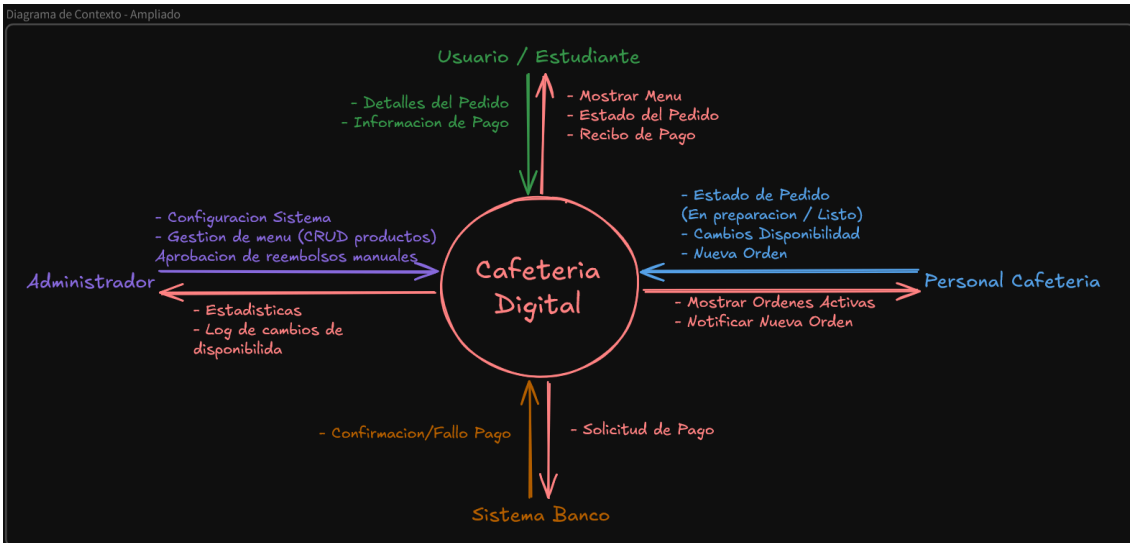 Diagrama de Contexto - Ampliado
Usuario / Estudiante
- Detalles del Pedido
- Informacion de Pago
- Mostrar Menu
- Estado del Pedido
- Recibo de Pago
- Configuracion Sistema
- Gestion de menu (CRUD productos)
Aprobacion de reembolsos manuales
Administrador
- Estadisticas
- Log de cambios de
disponibilida
Cafeteria
Digital
- Estado de Pedido
(En preparacion / Listo)
- Cambios Disponibilidad
- Nueva Orden
Personal Cafeteria
- Mostrar Ordenes Activas
- Notificar Nueva Orden
- Confirmacion/Fallo Pago
- Solicitud de Pago
Sistema Banco